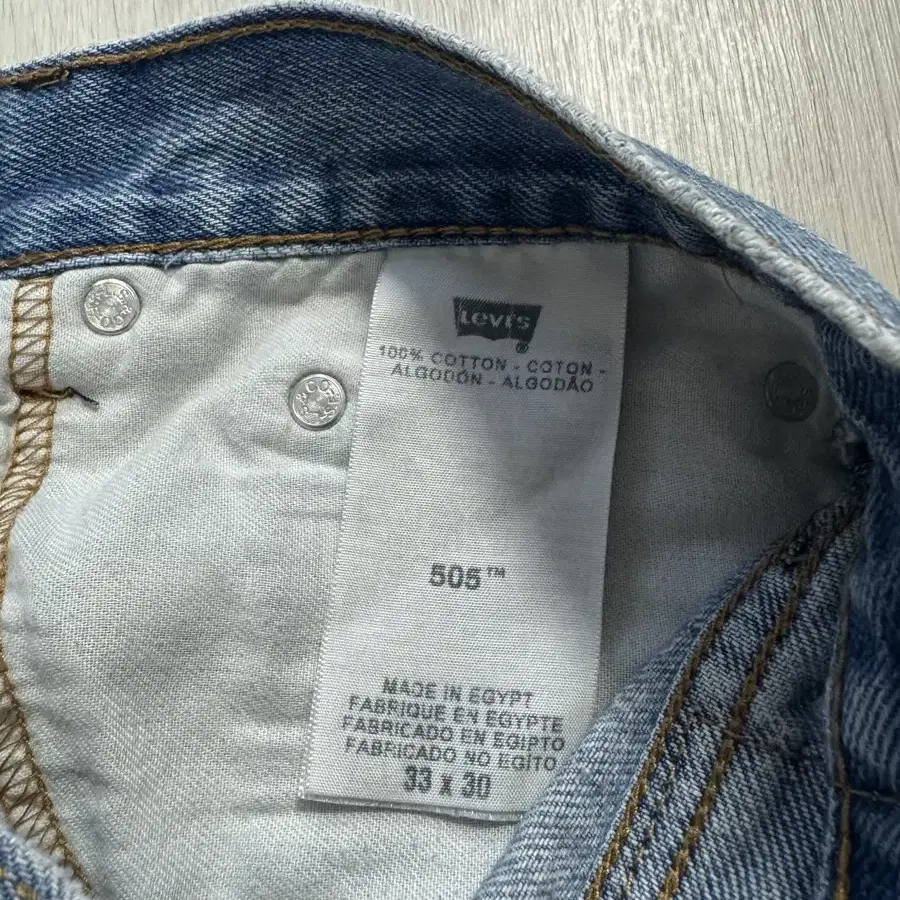 LEVI'S
®
100% COTTON - COTON -
ALGODÓN - ALGODÃO
505™
MADE IN EGYPT
FABRIQUE EN EGYPTE
FABRICADO EN EGIPTO
FABRICADO NO EGITO
33 x 30